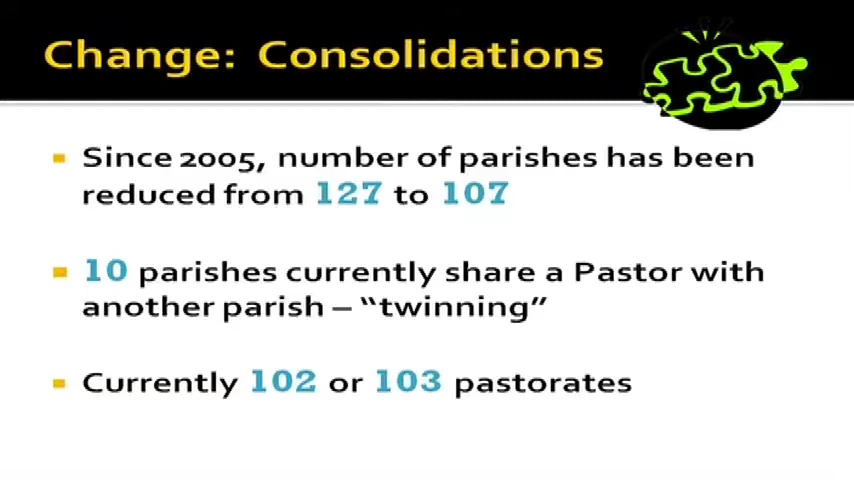 Change: Consolidations
Since 2005, number of parishes has been
reduced from 127 to 107
10 parishes currently share a Pastor with
another parish – “twinning”
Currently 102 or 103 pastorates